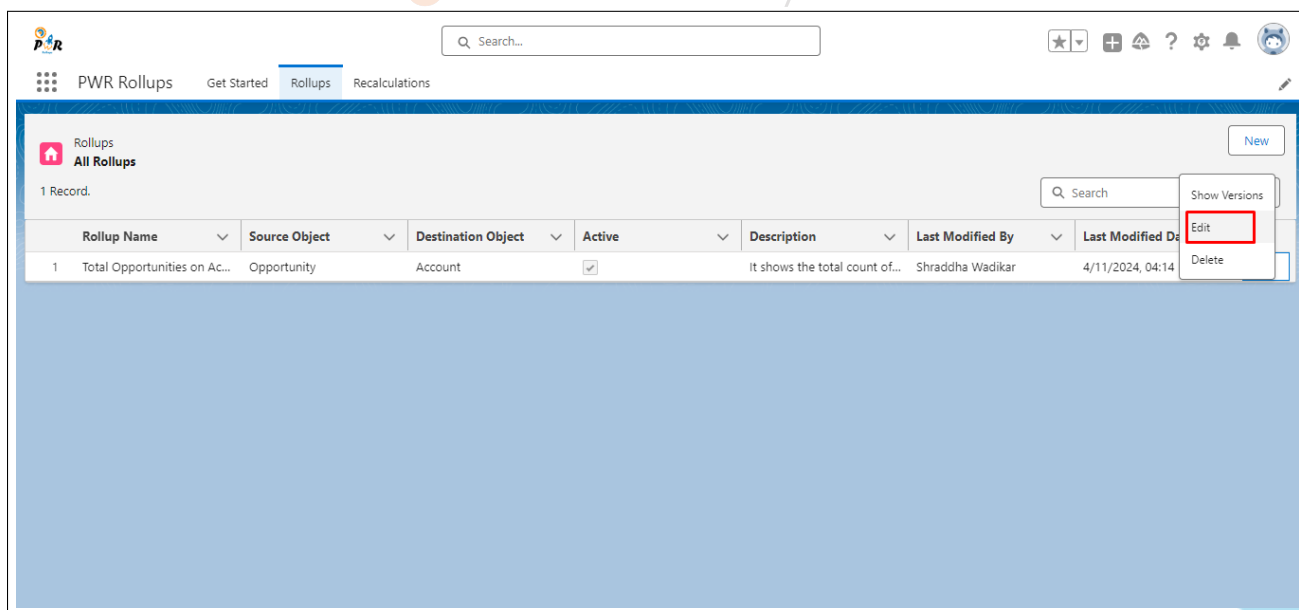 PWR
Search...
PWR Rollups Get Started Rollups Recalculations
Rollups
All Rollups
New
1 Record.
Search
Show Versions
Edit
Delete
Rollup Name Source Object Destination Object Active Description Last Modified By Last Modified Da
1 Total Opportunities on Ac... Opportunity Account It shows the total count of... Shraddha Wadikar 4/11/2024, 04:14